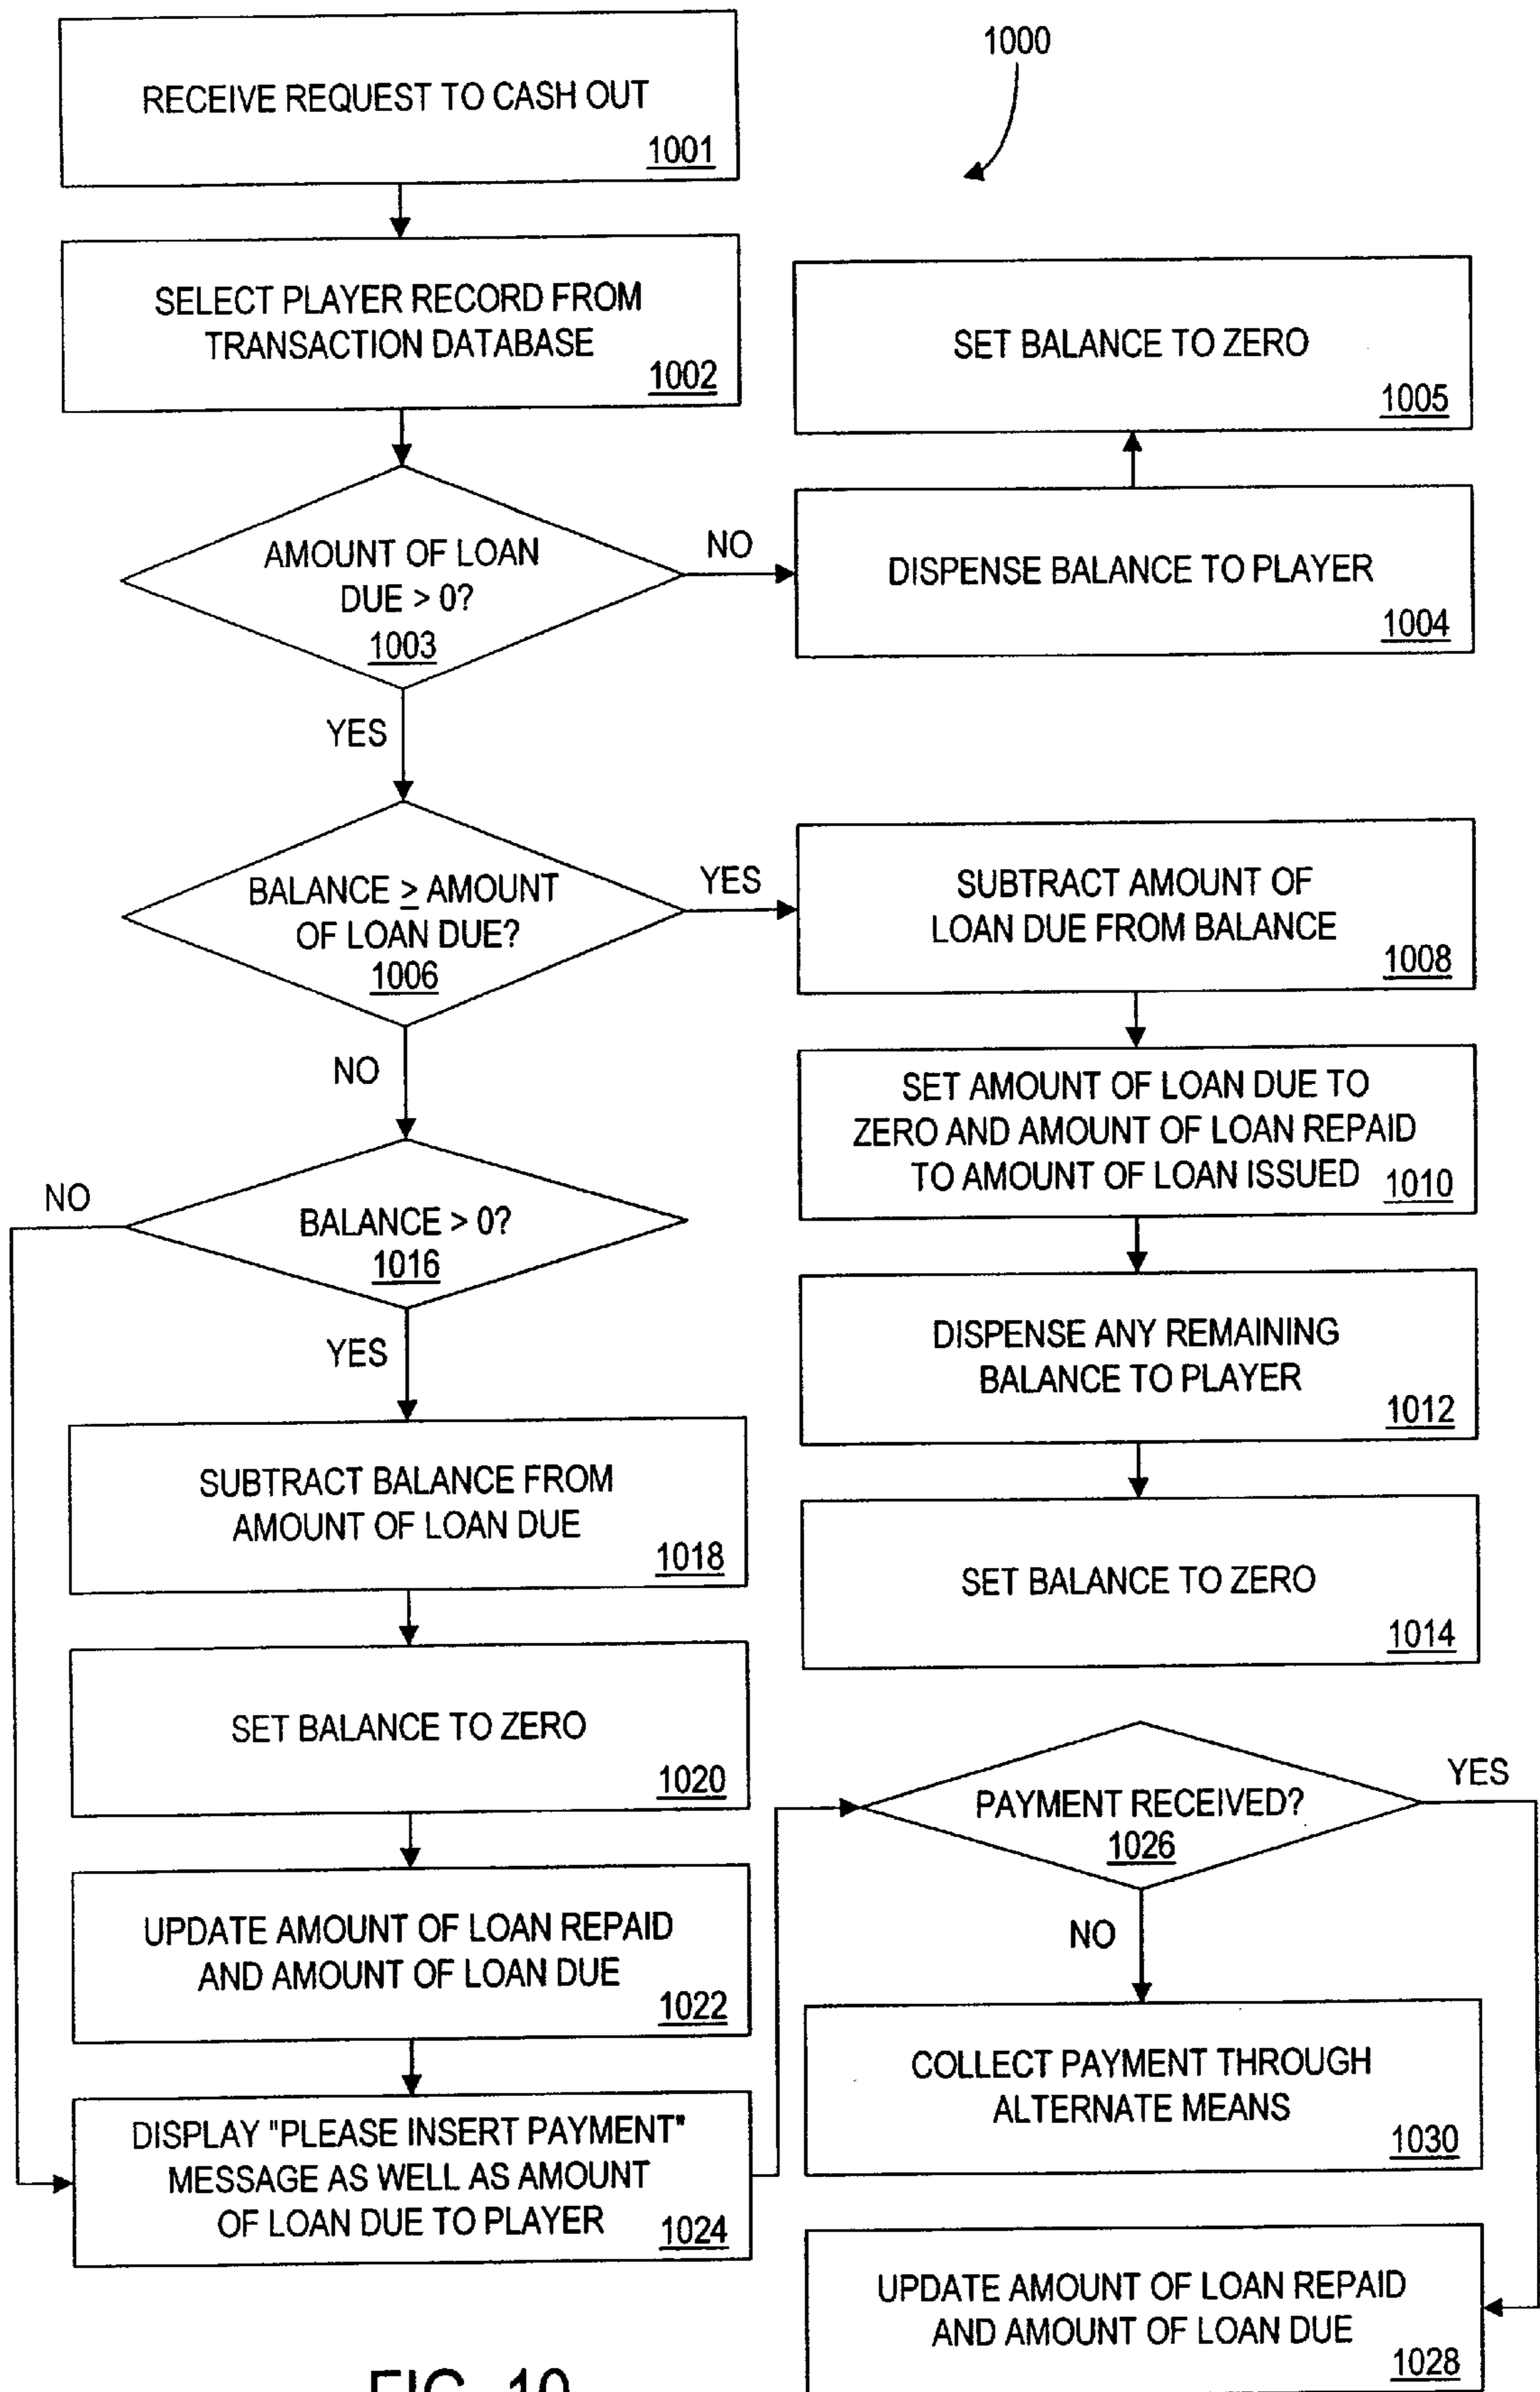 1000
RECEIVE REQUEST TO CASH OUT
1001
SELECT PLAYER RECORD FROM
TRANSACTION DATABASE
1002
SET BALANCE TO ZERO
1005
AMOUNT OF LOAN
DUE > 0?
1003
NO
DISPENSE BALANCE TO PLAYER
1004
YES
BALANCE ≥ AMOUNT
OF LOAN DUE?
1006
YES
SUBTRACT AMOUNT OF
LOAN DUE FROM BALANCE
1008
NO
SET AMOUNT OF LOAN DUE TO
ZERO AND AMOUNT OF LOAN REPAID
TO AMOUNT OF LOAN ISSUED
1010
NO
BALANCE > 0?
1016
DISPENSE ANY REMAINING
BALANCE TO PLAYER
1012
YES
SUBTRACT BALANCE FROM
AMOUNT OF LOAN DUE
1018
SET BALANCE TO ZERO
1014
SET BALANCE TO ZERO
1020
PAYMENT RECEIVED?
1026
YES
UPDATE AMOUNT OF LOAN REPAID
AND AMOUNT OF LOAN DUE
1022
NO
COLLECT PAYMENT THROUGH
ALTERNATE MEANS
1030
DISPLAY "PLEASE INSERT PAYMENT"
MESSAGE AS WELL AS AMOUNT
OF LOAN DUE TO PLAYER
1024
UPDATE AMOUNT OF LOAN REPAID
AND AMOUNT OF LOAN DUE
1028
FIG. 10